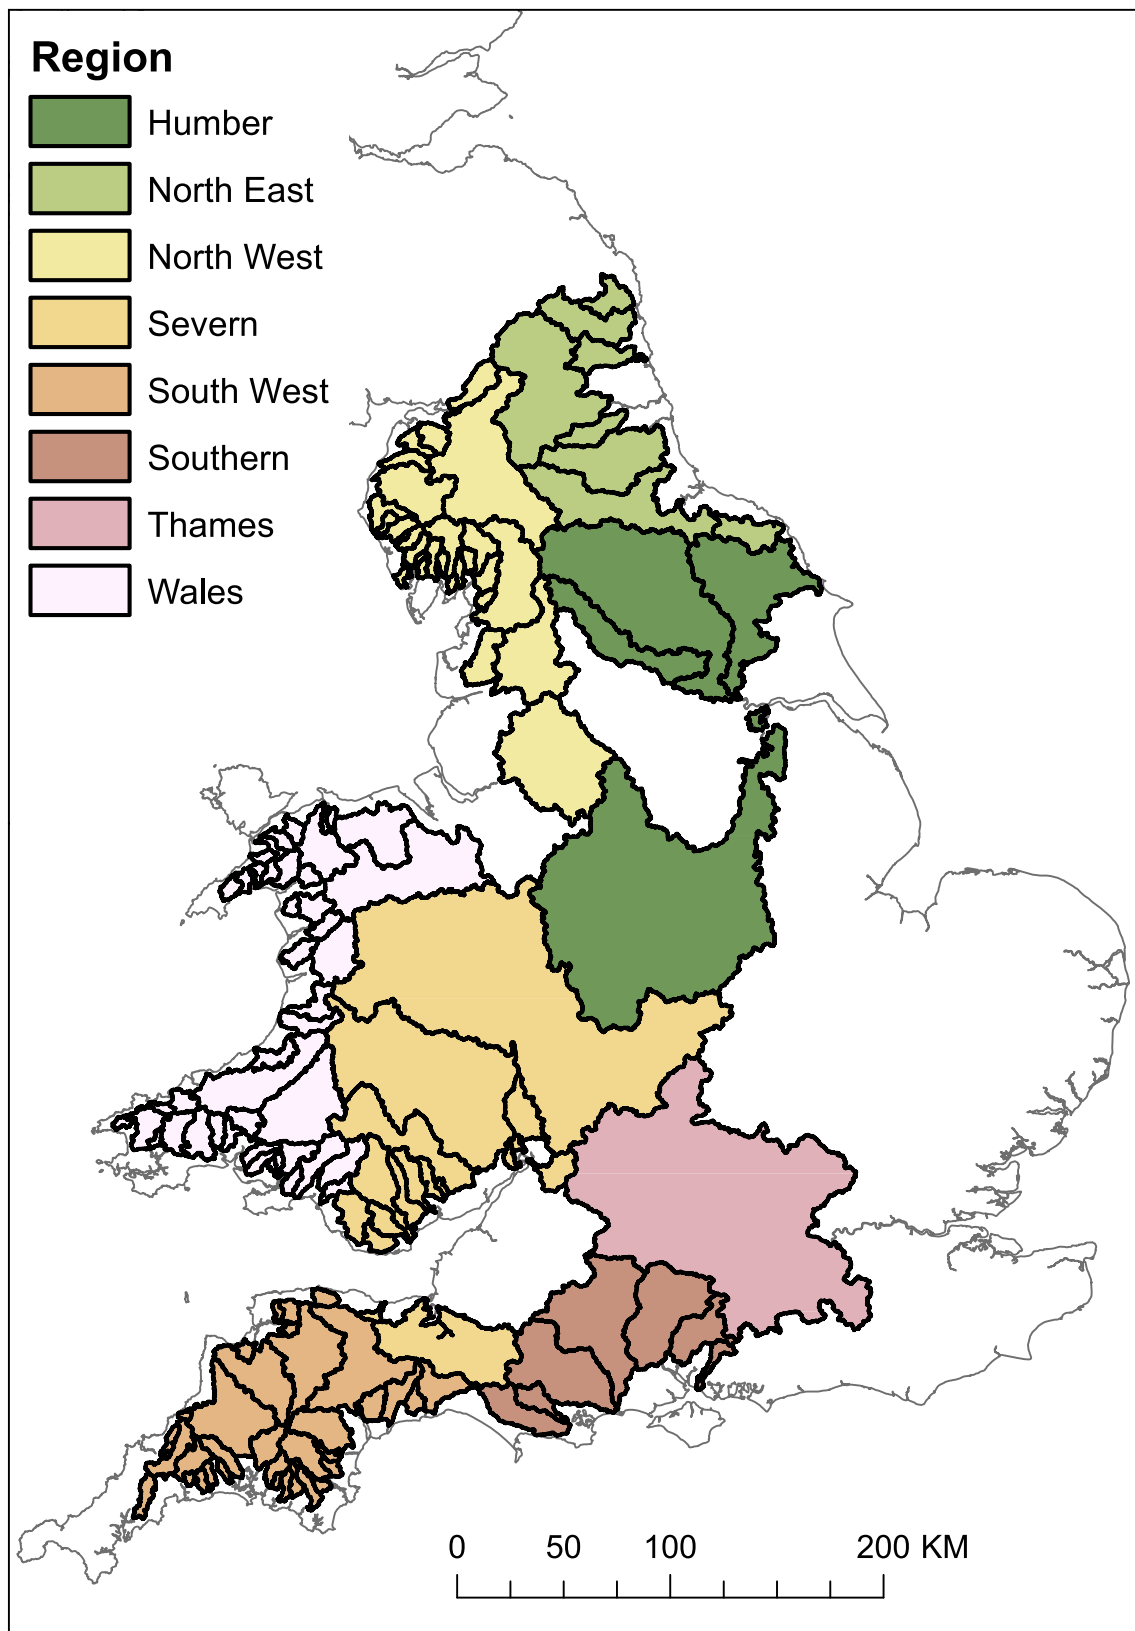 Region
Humber
North East
North West
Severn
South West
Southern
Thames
Wales
0 50 100 200 KM